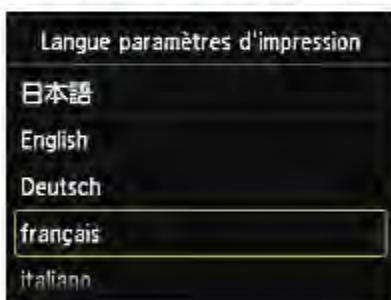 Langue paramètres d'impression
日本語
English
Deutsch
français
italiano